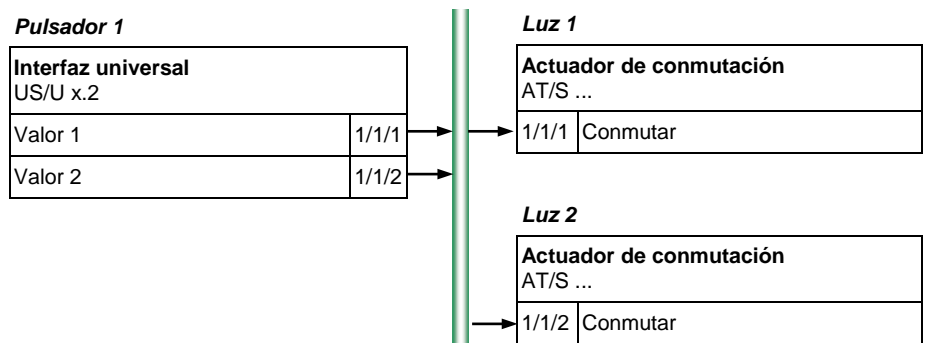 Pulsador 1
Interfaz universal
US/U x.2
Valor 1 1/1/1
Valor 2 1/1/2
Luz 1
Actuador de conmutación
AT/S ...
1/1/1 Conmutar
Luz 2
Actuador de conmutación
AT/S ...
1/1/2 Conmutar